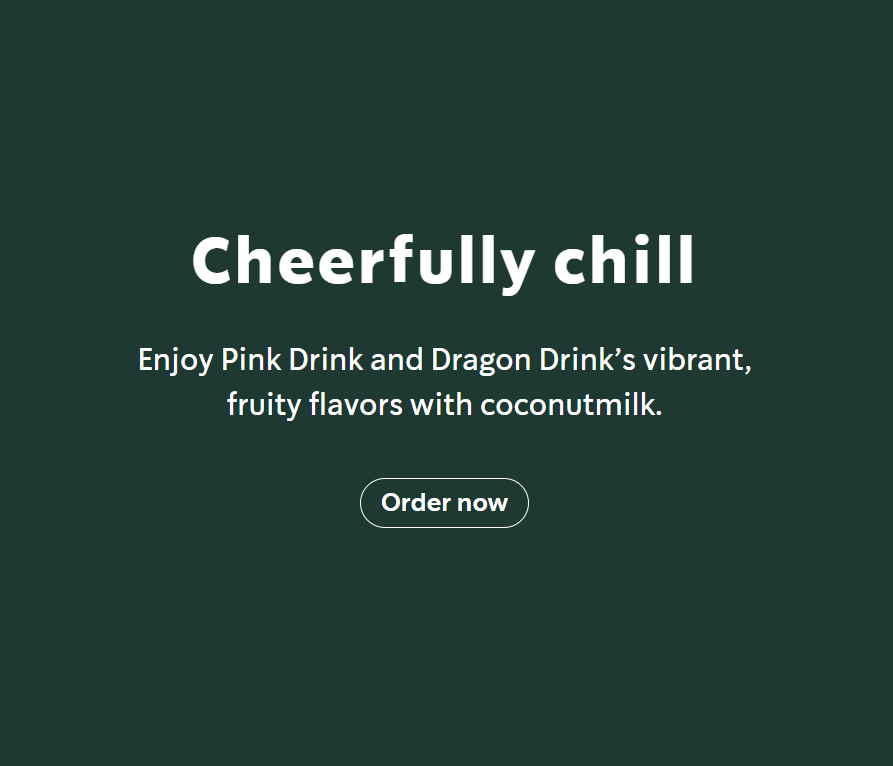 Cheerfully chill
Enjoy Pink Drink and Dragon Drink’s vibrant,
fruity flavors with coconutmilk.
Order now